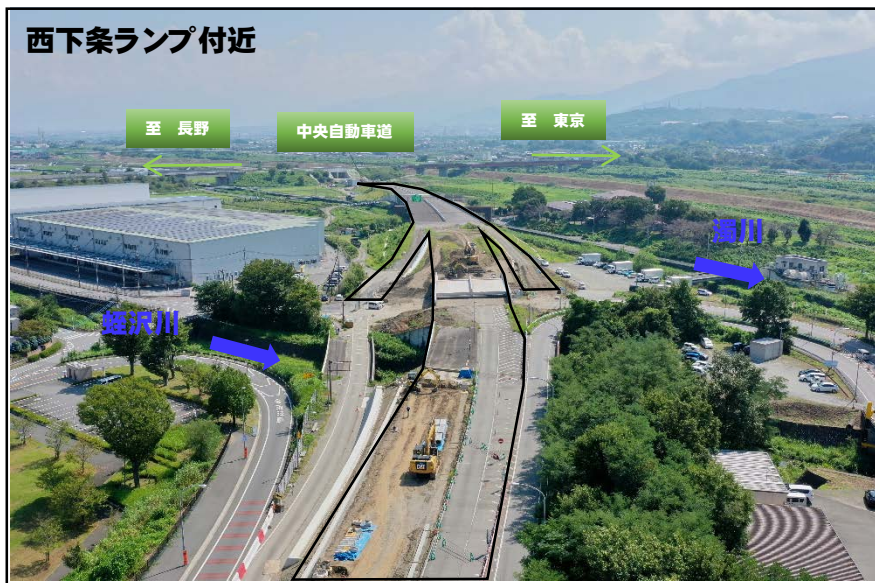 西下条ランプ付近
至　長野
中央自動車道
至　東京
濁川
蛭沢川